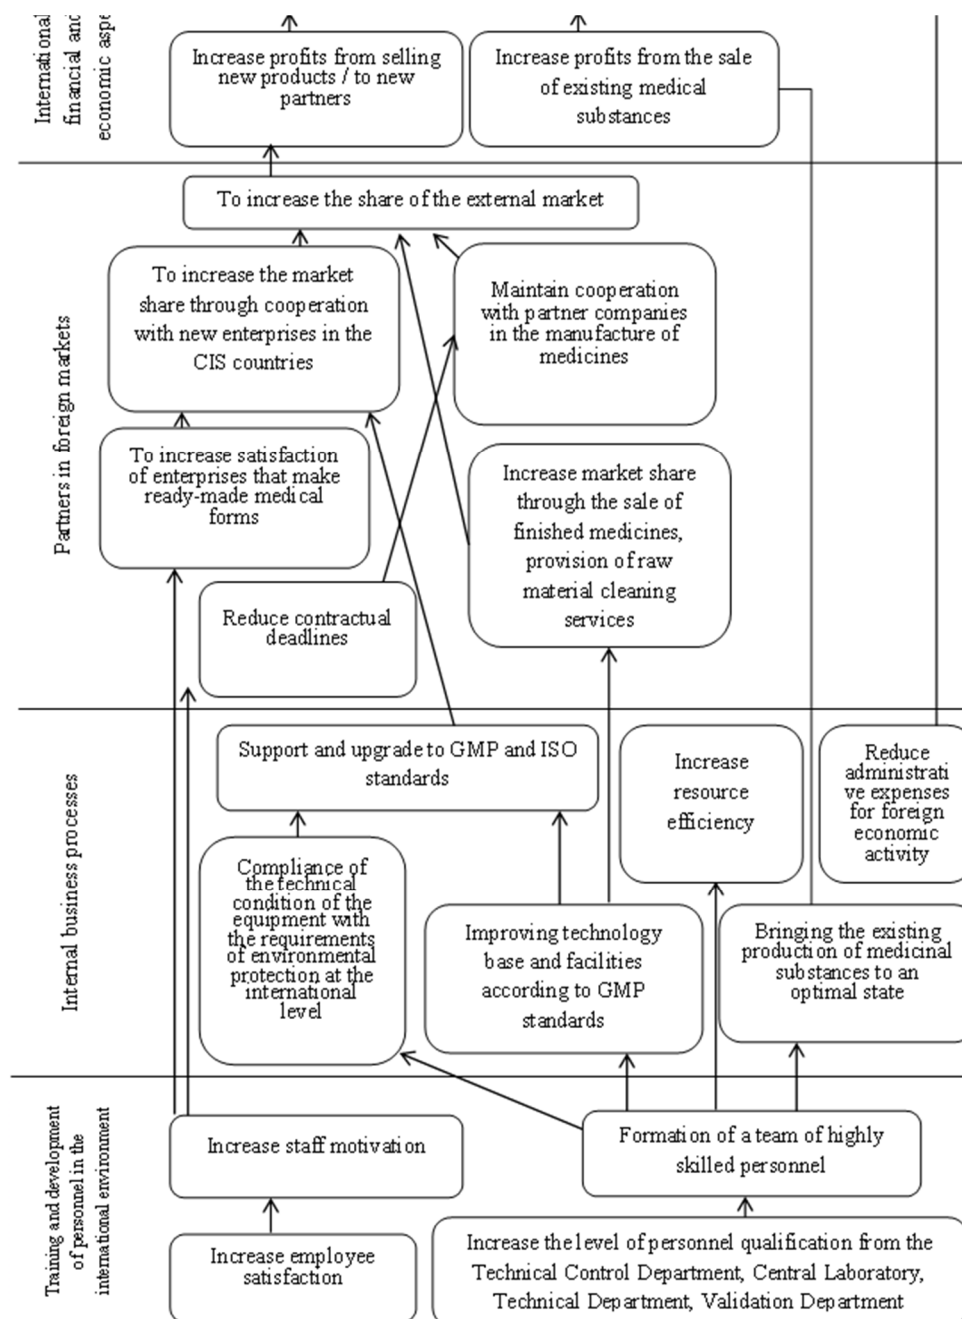 International
financial and
economic aspe
Increase profits from selling
new products / to new
partners
Increase profits from the sale
of existing medical
substances
Partners in foreign markets
To increase the share of the external market
To increase the market
share through cooperation
with new enterprises in the
CIS countries
Maintain cooperation
with partner companies
in the manufacture of
medicines
To increase satisfaction
of enterprises that make
ready-made medical
forms
Increase market share
through the sale of
finished medicines,
provision of raw
material cleaning
services
Reduce contractual
deadlines
Internal business processes
Support and upgrade to GMP and ISO
standards
Increase
resource
efficiency
Reduce
administrati
ve expenses
for foreign
economic
activity
Compliance of
the technical
condition of the
equipment with
the requirements
of environmental
protection at the
international
level
Improving technology
base and facilities
according to GMP
standards
Bringing the existing
production of medicinal
substances to an
optimal state
Training and development
of personnel in the
international environment
Increase staff motivation
Formation of a team of highly
skilled personnel
Increase employee
satisfaction
Increase the level of personnel qualification from the
Technical Control Department, Central Laboratory,
Technical Department, Validation Department